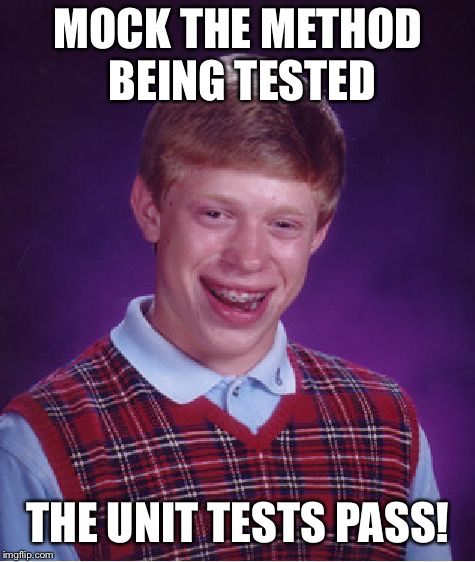 MOCK THE METHOD
BEING TESTED
THE UNIT TESTS PASS!
imgflip.com